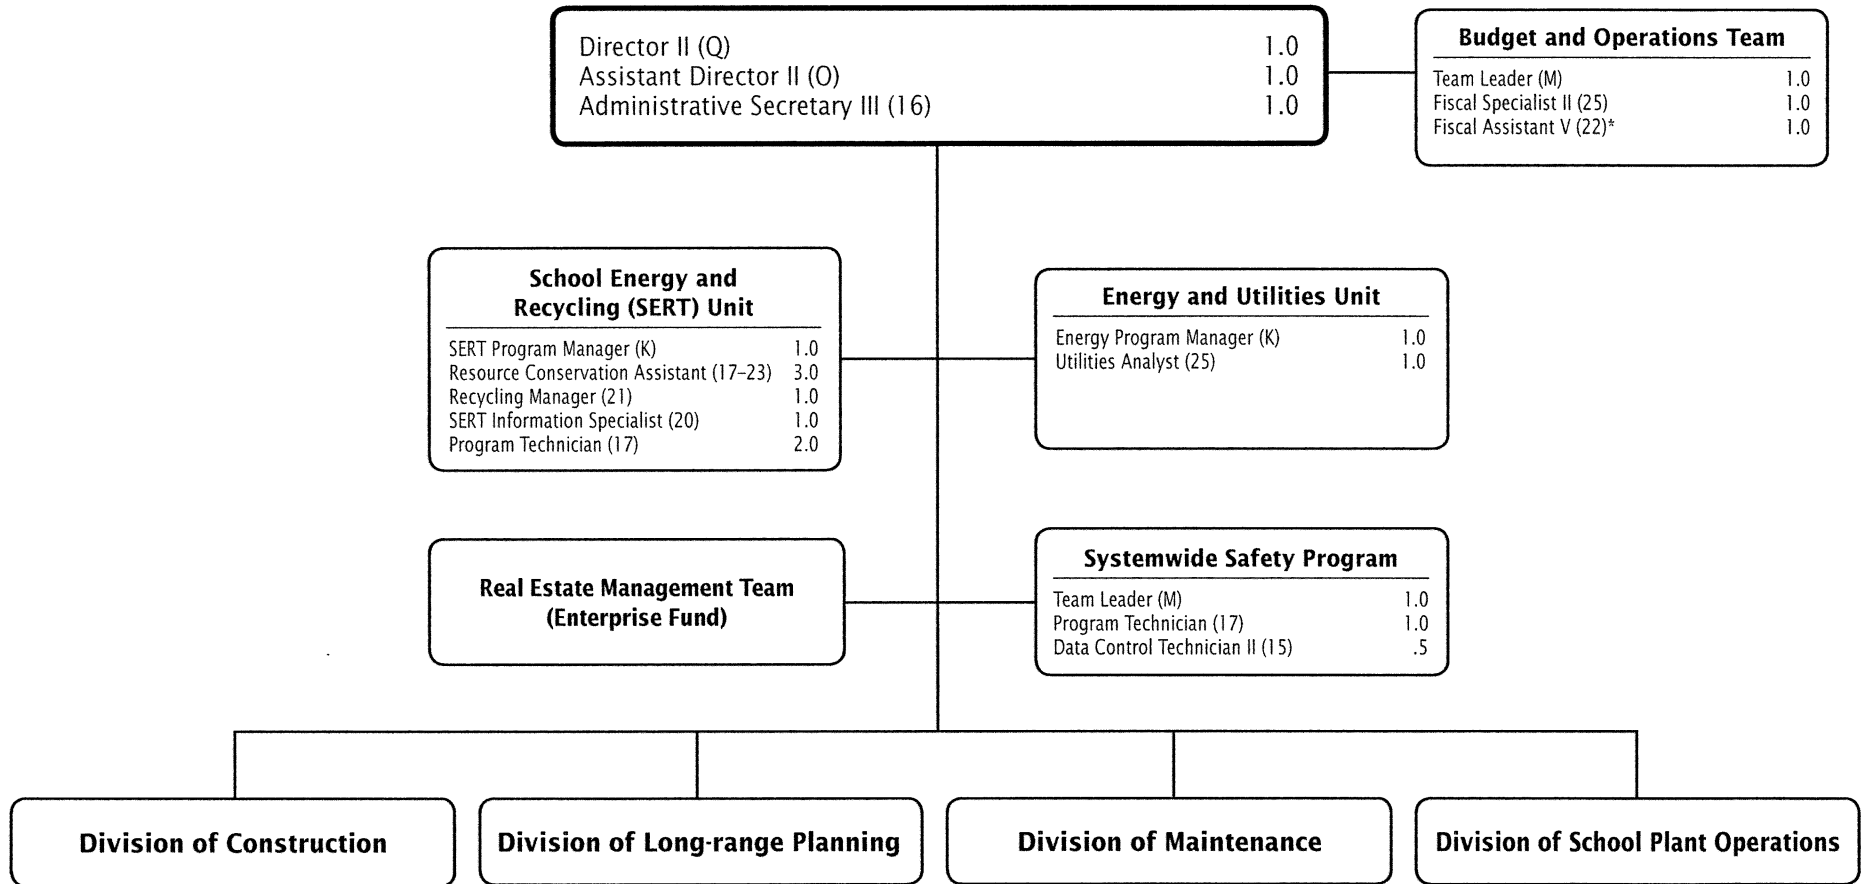 Director II (Q) 1.0
Assistant Director II (O) 1.0
Administrative Secretary III (16) 1.0
Budget and Operations Team
Team Leader (M) 1.0
Fiscal Specialist II (25) 1.0
Fiscal Assistant V (22)* 1.0
School Energy and
Recycling (SERT) Unit
SERT Program Manager (K) 1.0
Resource Conservation Assistant (17–23) 3.0
Recycling Manager (21) 1.0
SERT Information Specialist (20) 1.0
Program Technician (17) 2.0
Energy and Utilities Unit
Energy Program Manager (K) 1.0
Utilities Analyst (25) 1.0
Real Estate Management Team
(Enterprise Fund)
Systemwide Safety Program
Team Leader (M) 1.0
Program Technician (17) 1.0
Data Control Technician II (15) .5
Division of Construction
Division of Long-range Planning
Division of Maintenance
Division of School Plant Operations